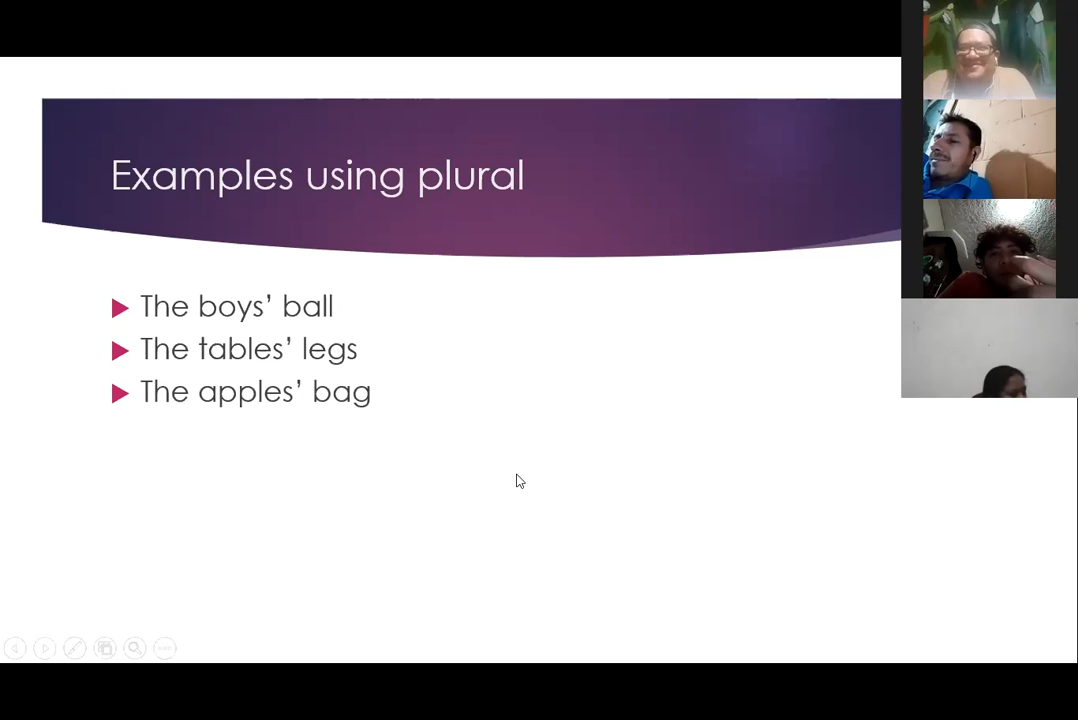 Examples using plural
The boys’ ball
The tables’ legs
The apples’ bag